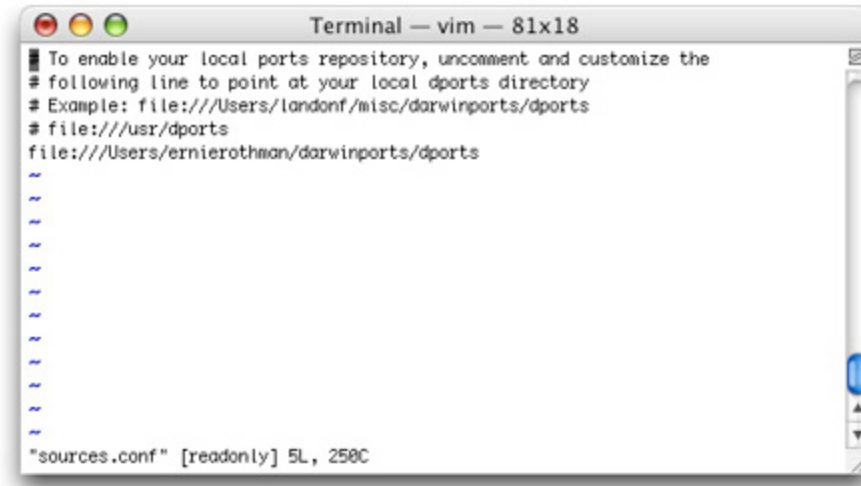 Terminal — vim — 81x18
# To enable your local ports repository, uncomment and customize the
# following line to point at your local dports directory
# Example: file:///Users/landonf/misc/darwinports/dports
# file:///usr/dports
file:///Users/ernierothman/darwinports/dports
~
~
~
~
~
~
~
~
~
~
~
~
"sources.conf" [readonly] 5L, 250C